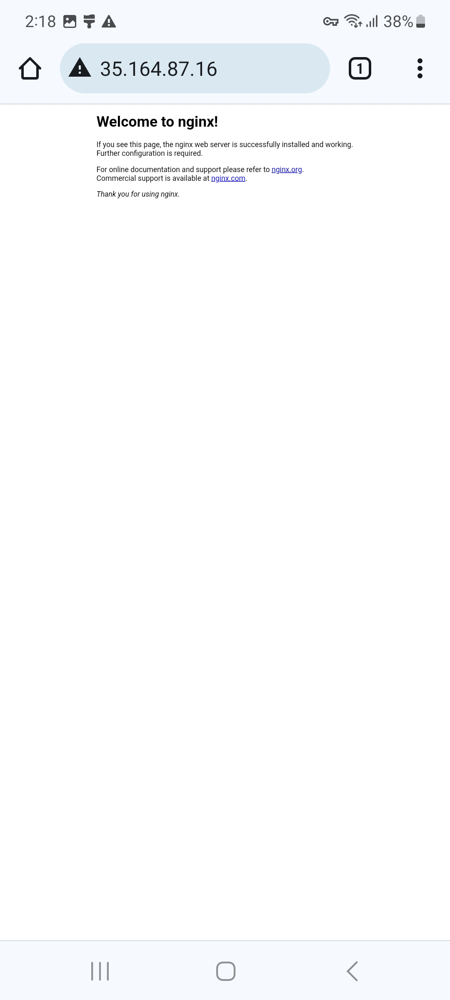 2:18
38%
35.164.87.16
1
Welcome to nginx!
If you see this page, the nginx web server is successfully installed and working.
Further configuration is required.
For online documentation and support please refer to nginx.org.
Commercial support is available at nginx.com.
Thank you for using nginx.